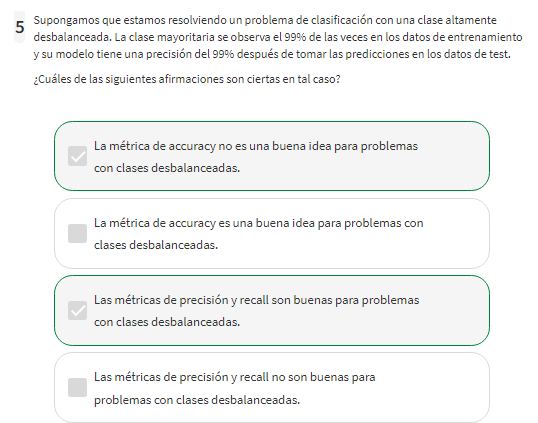 5
Supongamos que estamos resolviendo un problema de clasificación con una clase altamente
desbalanceada. La clase mayoritaria se observa el 99% de las veces en los datos de entrenamiento
y su modelo tiene una precisión del 99% después de tomar las predicciones en los datos de test.
¿Cuáles de las siguientes afirmaciones son ciertas en tal caso?
La métrica de accuracy no es una buena idea para problemas
con clases desbalanceadas.
La métrica de accuracy es una buena idea para problemas con
clases desbalanceadas.
Las métricas de precisión y recall son buenas para problemas
con clases desbalanceadas.
Las métricas de precisión y recall no son buenas para
problemas con clases desbalanceadas.